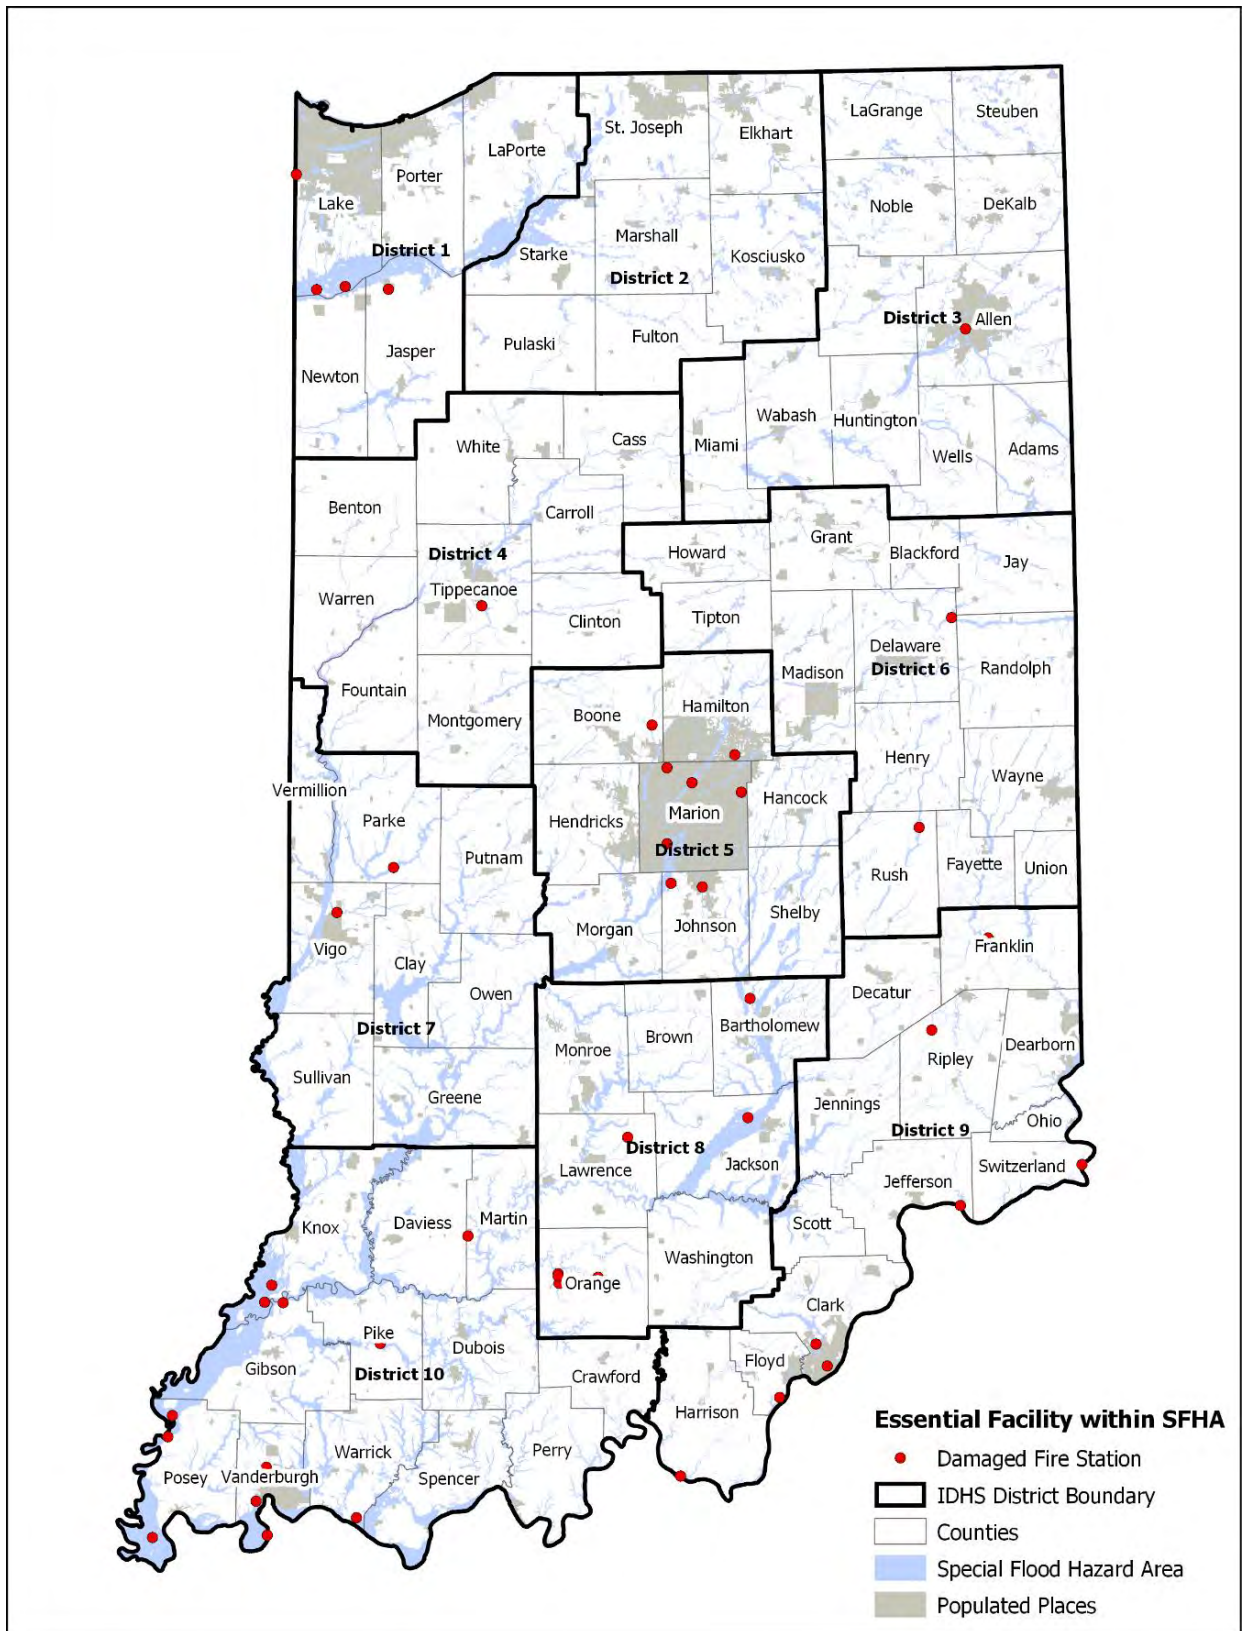 LaGrange
Steuben
St. Joseph
Elkhart
LaPorte
Porter
Lake
Noble
DeKalb
Marshall
District 1
Starke
Kosciusko
District 2
District 3
Allen
Pulaski
Fulton
Jasper
Newton
Wabash
Huntington
White
Cass
Miami
Wells
Adams
Benton
Carroll
Grant
District 4
Howard
Blackford
Jay
Tippecanoe
Warren
Clinton
Tipton
Delaware
District 6
Randolph
Madison
Fountain
Montgomery
Boone
Hamilton
Henry
Wayne
Vermillion
Hancock
Parke
Hendricks
Marion
District 5
Putnam
Rush
Fayette
Union
Shelby
Morgan
Johnson
Vigo
Franklin
Clay
Owen
Decatur
District 7
Bartholomew
Brown
Monroe
Dearborn
Ripley
Sullivan
Greene
Jennings
Ohio
District 9
District 8
Lawrence
Jackson
Switzerland
Jefferson
Knox
Daviess
Martin
Scott
Washington
Orange
Clark
Pike
Dubois
Gibson
District 10
Crawford
Floyd
Harrison
Warrick
Perry
Posey
Vanderburgh
Spencer
Essential Facility within SFHA
Damaged Fire Station
IDHS District Boundary
Counties
Special Flood Hazard Area
Populated Places